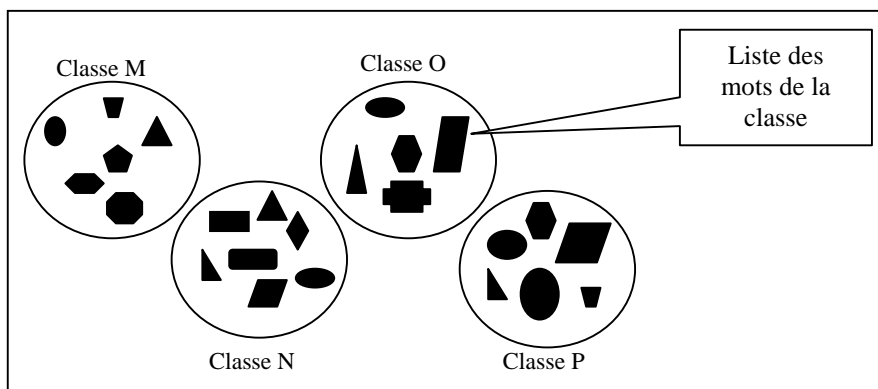 Classe M
Classe O
Liste des
mots de la
classe
Classe N
Classe P